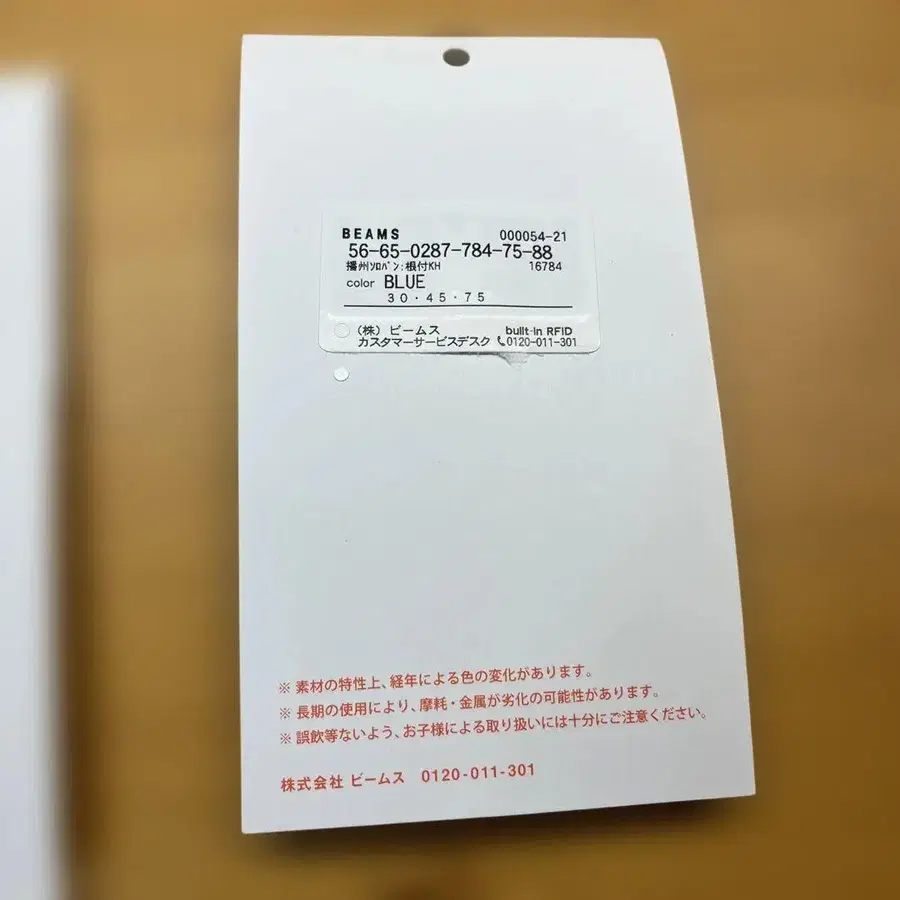 BEAMS 000054-21
56-65-0287-784-75-88
播州ｿﾛﾊﾞﾝ:根付KH 16784
color BLUE
30・45・75
(株) ビームス built-in RFID
カスタマーサービスデスク 0120-011-301
※ 素材の特性上、経年による色の変化があります。
※ 長期の使用により、摩耗・金属が劣化の可能性があります。
※ 誤飲等ないよう、お子様による取り扱いには十分にご注意ください。
株式会社 ビームス 0120-011-301